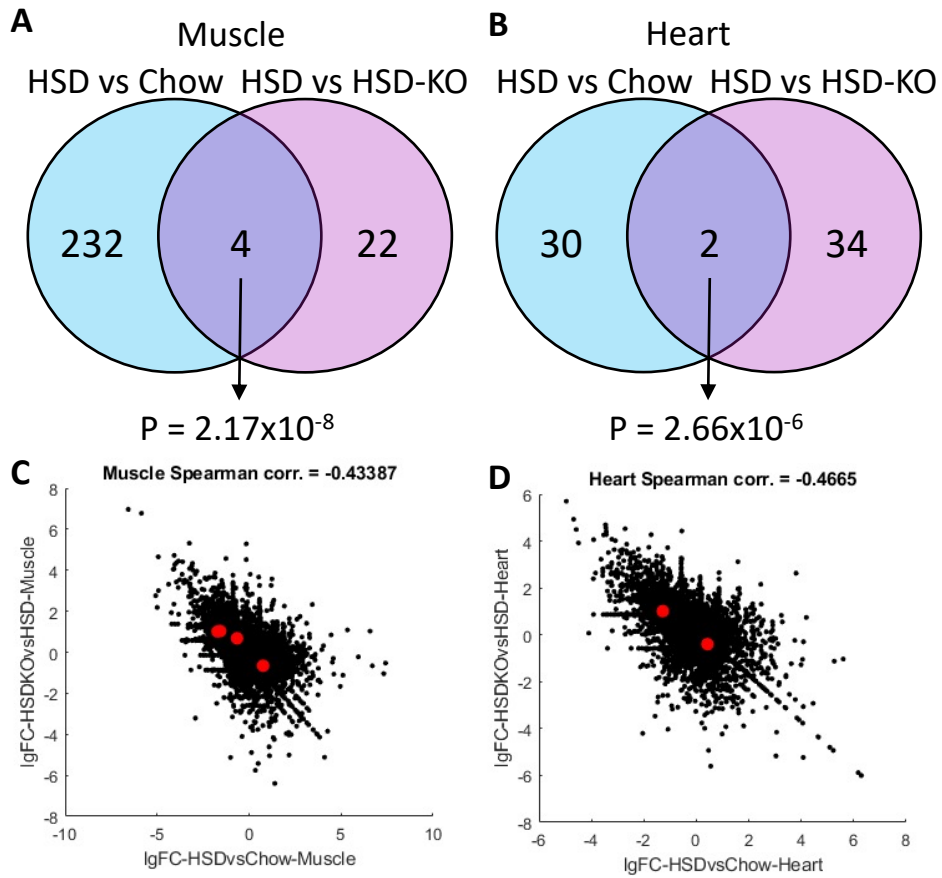 A
Muscle
HSD vs Chow HSD vs HSD-KO
232
4
22
P = 2.17x10-8
B
Heart
HSD vs Chow HSD vs HSD-KO
30
2
34
P = 2.66x10-6
C
Muscle Spearman corr. = -0.43387
lgFC-HSDKOvsHSD-Muscle
8
6
4
2
0
-2
-4
-6
-8
-10
-5
0
5
10
lgFC-HSDvsChow-Muscle
D
Heart Spearman corr. = -0.4665
lgFC-HSDKOvsHSD-Heart
6
4
2
0
-2
-4
-6
-8
-6
-4
-2
0
2
4
6
8
lgFC-HSDvsChow-Heart